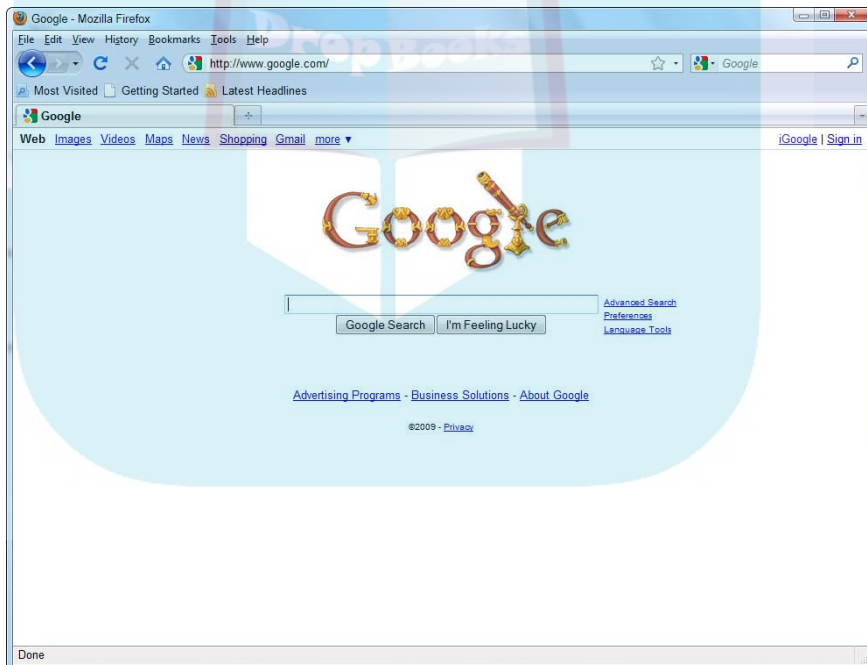 Google - Mozilla Firefox
File Edit View History Bookmarks Tools Help
http://www.google.com/ Google
Most Visited Getting Started Latest Headlines
Google
Web Images Videos Maps News Shopping Gmail more ▼ iGoogle | Sign in
Google
Advanced Search
Preferences
Language Tools
Google Search I'm Feeling Lucky
Advertising Programs - Business Solutions - About Google
©2009 - Privacy
Done
Drop Books